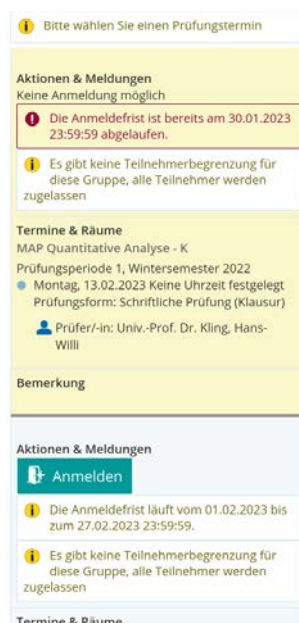 Bitte wählen Sie einen Prüfungstermin
Aktionen & Meldungen
Keine Anmeldung möglich
Die Anmeldefrist ist bereits am 30.01.2023
23:59:59 abgelaufen.
Es gibt keine Teilnehmerbegrenzung für
diese Gruppe, alle Teilnehmer werden
zugelassen
Termine & Räume
MAP Quantitative Analyse - K
Prüfungsperiode 1, Wintersemester 2022
Montag, 13.02.2023 Keine Uhrzeit festgelegt
Prüfungsform: Schriftliche Prüfung (Klausur)
Prüfer/-in: Univ.-Prof. Dr. Kling, Hans-
Willi
Bemerkung
Aktionen & Meldungen
Anmelden
Die Anmeldefrist läuft vom 01.02.2023 bis
zum 27.02.2023 23:59:59.
Es gibt keine Teilnehmerbegrenzung für
diese Gruppe, alle Teilnehmer werden
zugelassen
Termine & Räume